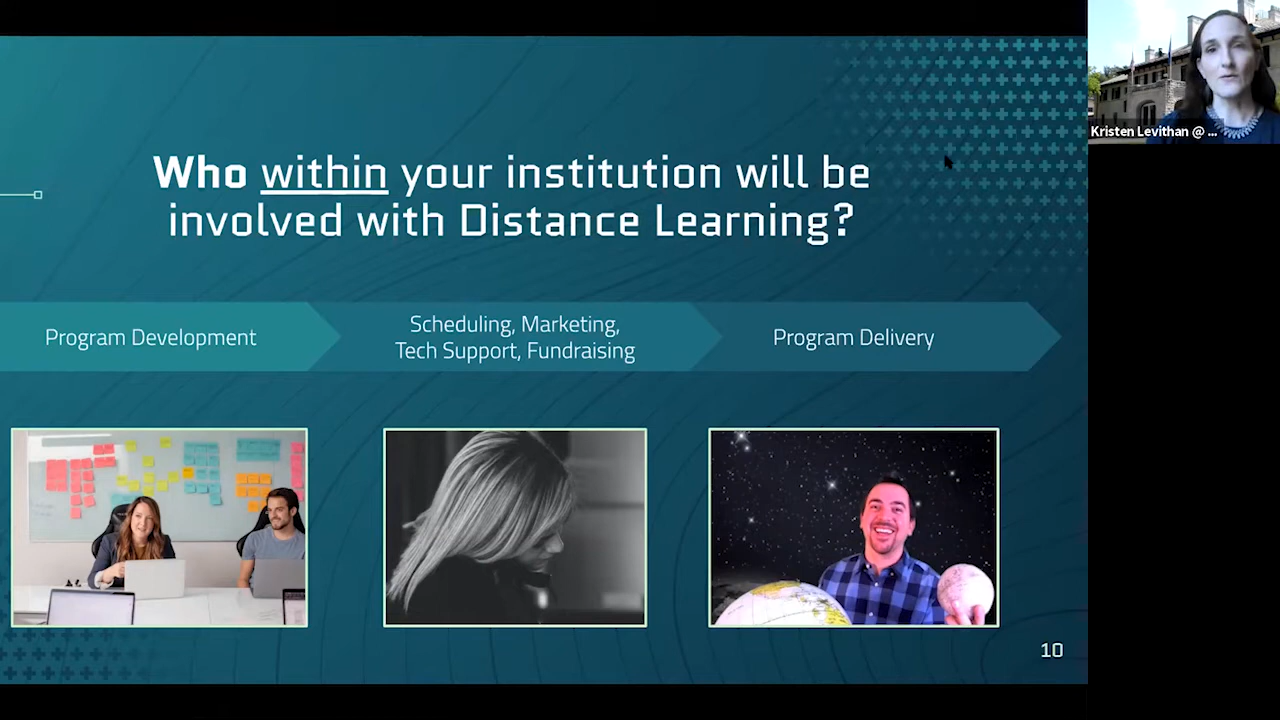 Who within your institution will be
involved with Distance Learning?
Program Development
Scheduling, Marketing,
Tech Support, Fundraising
Program Delivery
10
Kristen Levithan @ ...